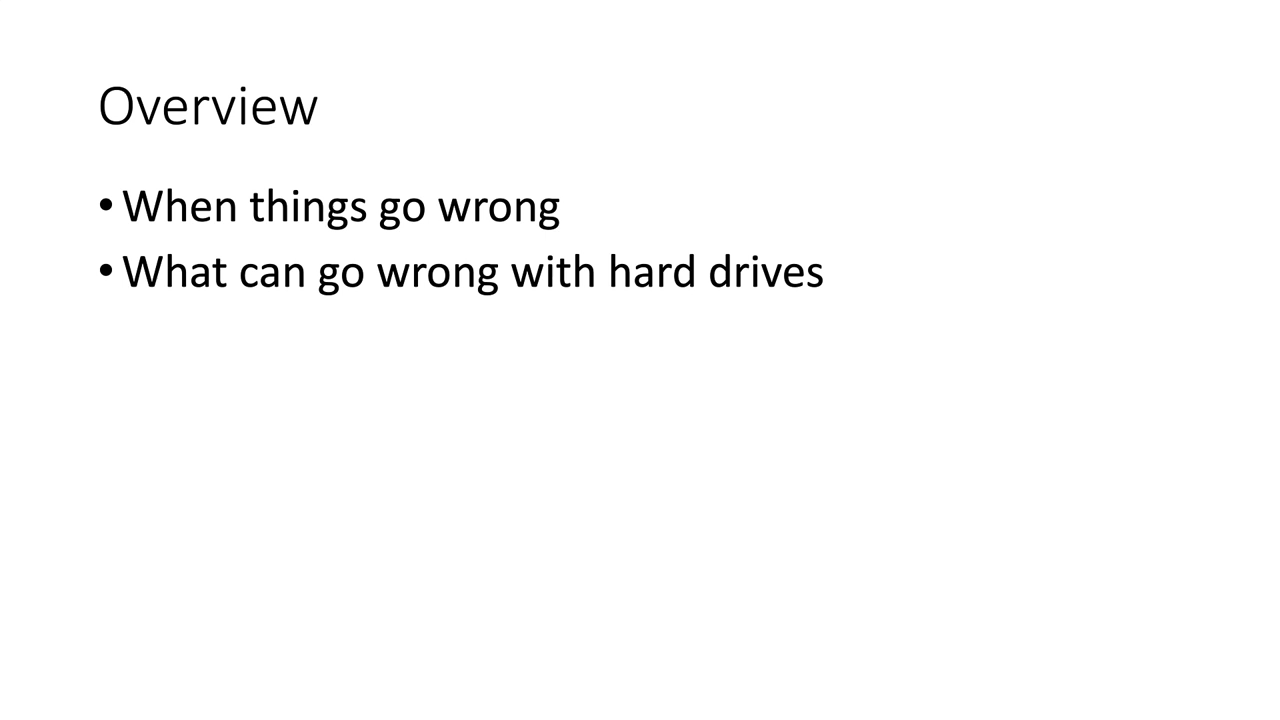 Overview
• When things go wrong
• What can go wrong with hard drives